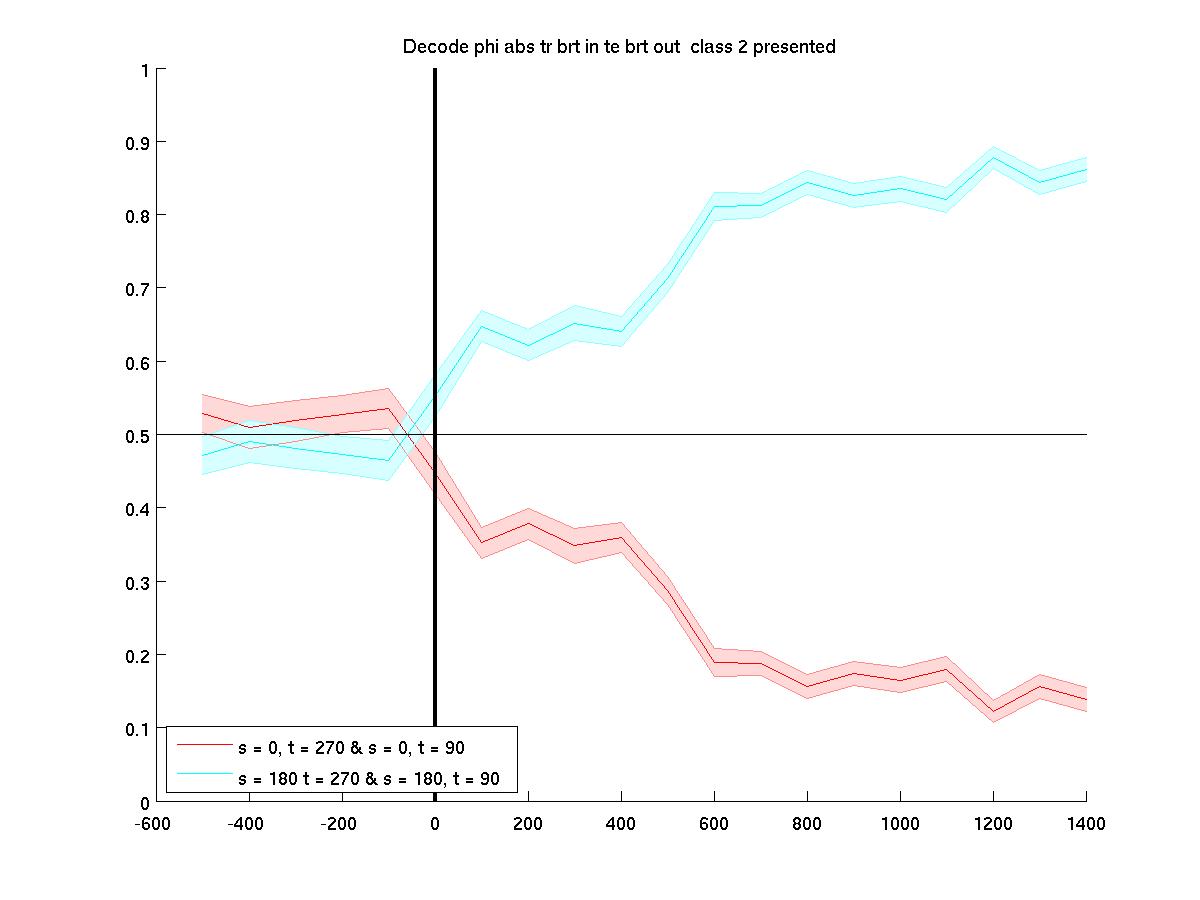 Decode phi abs tr brt in te brt out  class 2 presented
1
0.9
0.8
0.7
0.6
0.5
0.4
0.3
0.2
0.1
0
s = 0, t = 270 & s = 0, t = 90
s = 180 t = 270 & s = 180, t = 90
-600 -400 -200 0 200 400 600 800 1000 1200 1400